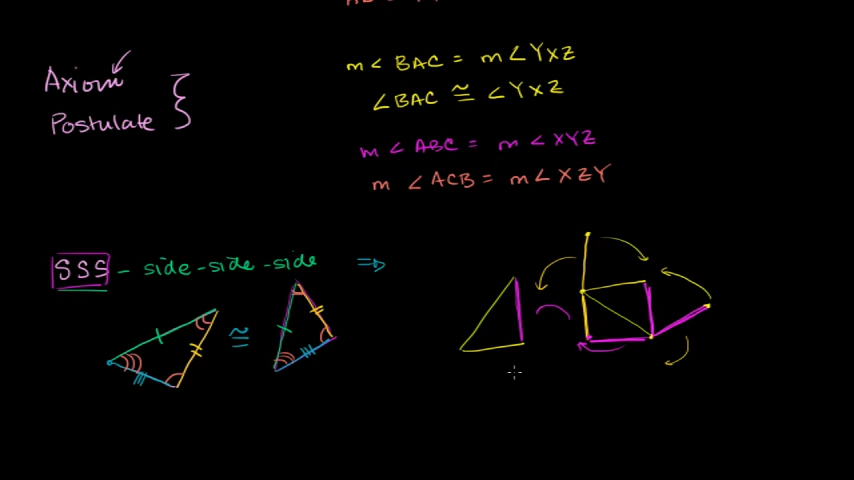 Axiom
Postulate
m∠BAC = m∠YXZ
∠BAC ≅ ∠YXZ
m∠ABC = m∠XYZ
m∠ACB = m∠XZY
SSS - side-side-side ⇒
≅